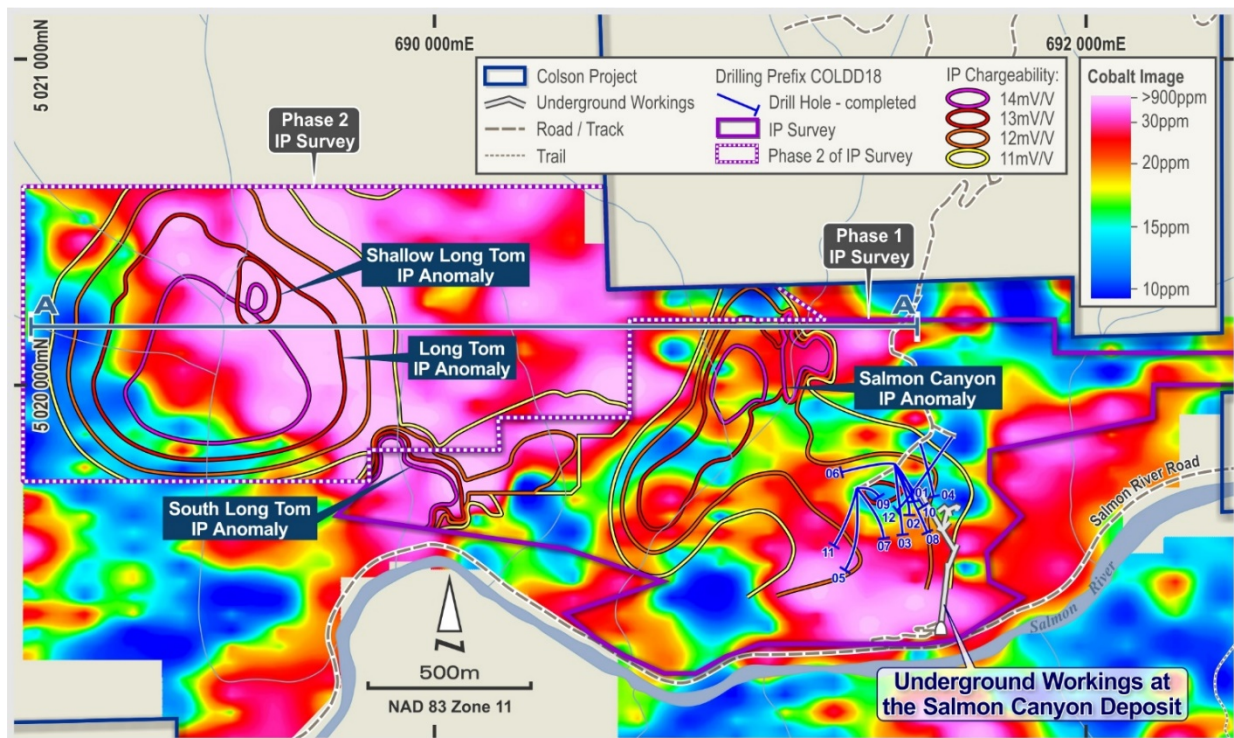 690 000mE
692 000mE
5 021 000mN
5 020 000mN
Colson Project
Underground Workings
Road / Track
Trail
Drilling Prefix COLDD18
Drill Hole - completed
IP Survey
Phase 2 of IP Survey
IP Chargeability:
14mV/V
13mV/V
12mV/V
11mV/V
Cobalt Image
>900ppm
30ppm
20ppm
15ppm
10ppm
Phase 2
IP Survey
Phase 1
IP Survey
Shallow Long Tom
IP Anomaly
A
A
Long Tom
IP Anomaly
Salmon Canyon
IP Anomaly
South Long Tom
IP Anomaly
06
09
12
01
04
10
02
11
07
03
08
05
Salmon River Road
Salmon River
N
500m
NAD 83 Zone 11
Underground Workings at
the Salmon Canyon Deposit